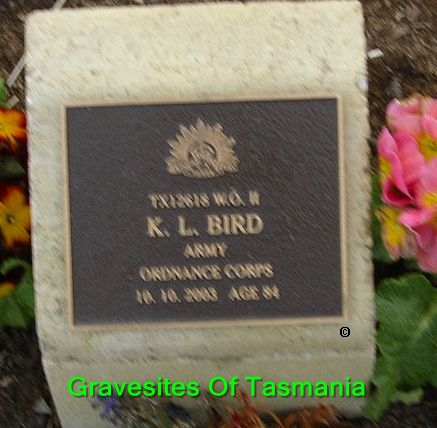 TX12618 W.O. II
K. L. BIRD
ARMY
ORDNANCE CORPS
10. 10. 2003 AGE 84
©
Gravesites Of Tasmania